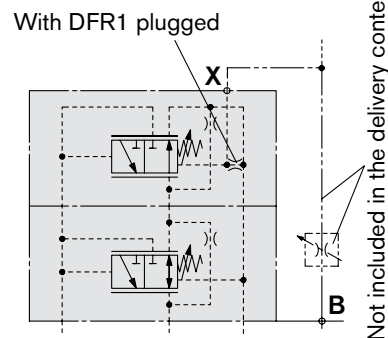 With DFR1 plugged
X
B
Not included in the delivery conte